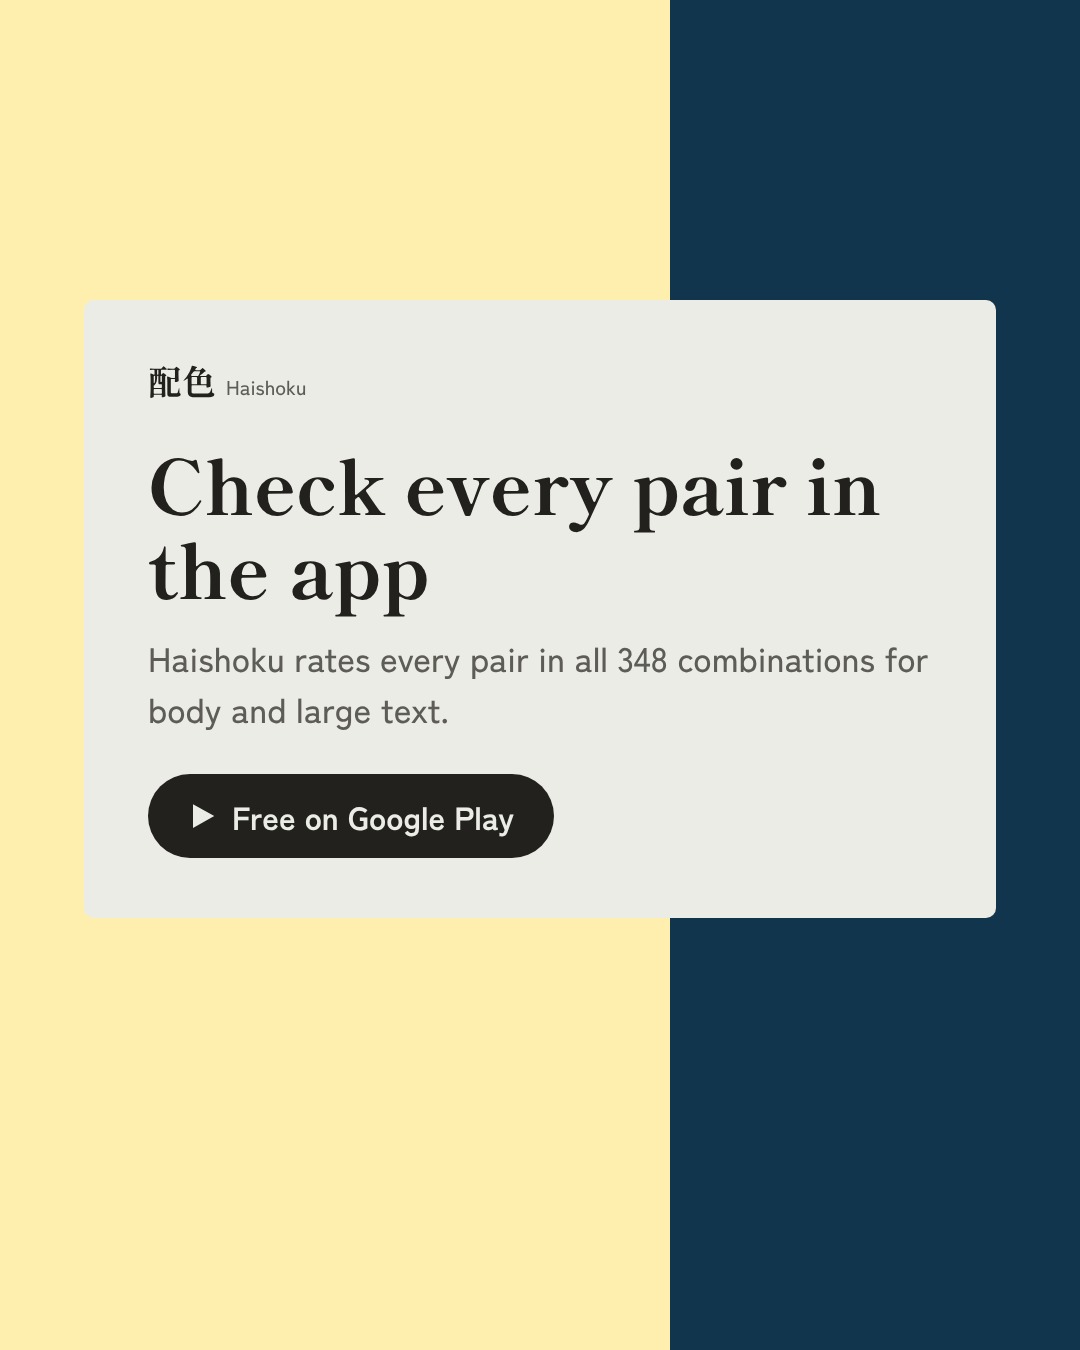 配色 Haishoku
Check every pair in
the app
Haishoku rates every pair in all 348 combinations for
body and large text.
Free on Google Play